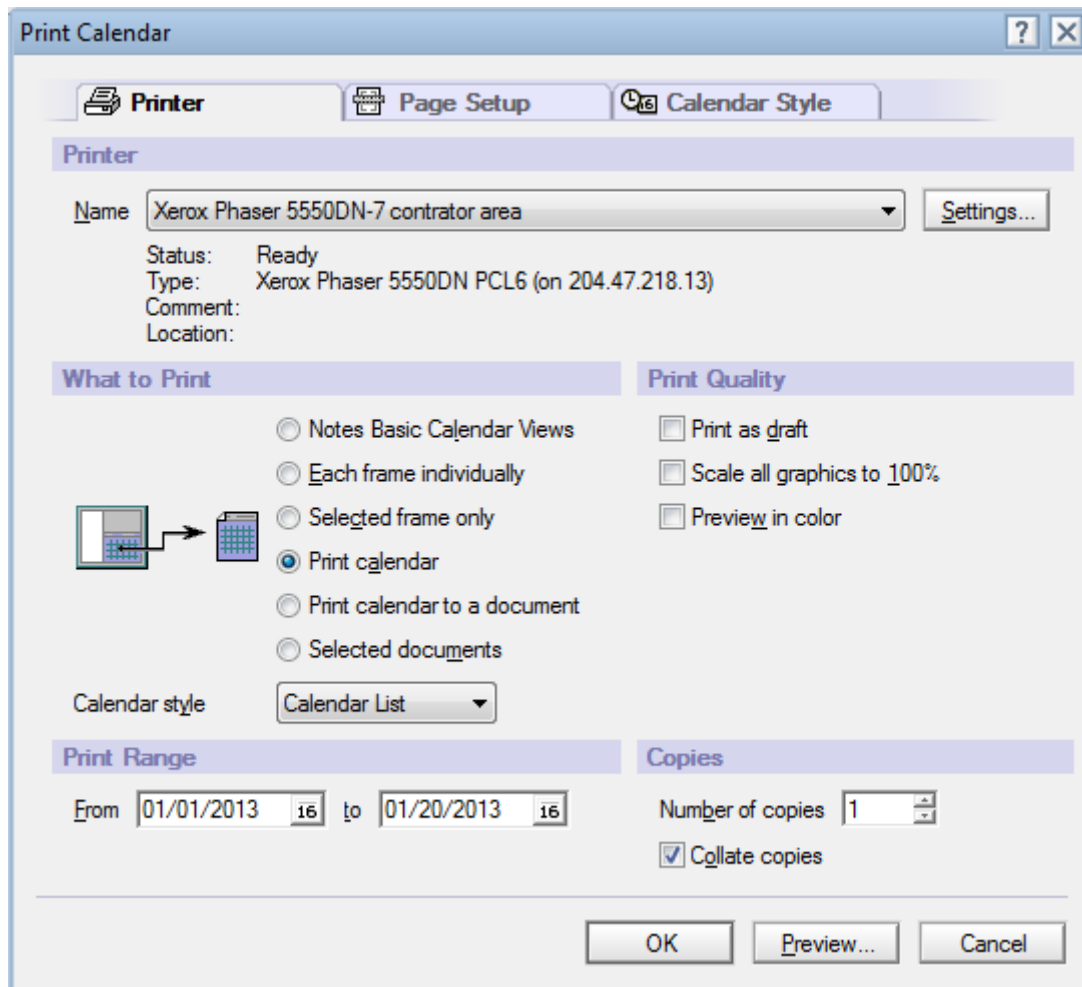 Print Calendar
Printer Page Setup Calendar Style
Printer
Name Xerox Phaser 5550DN-7 contrator area Settings...
Status: Ready
Type: Xerox Phaser 5550DN PCL6 (on 204.47.218.13)
Comment:
Location:
What to Print
Notes Basic Calendar Views
Each frame individually
Selected frame only
Print calendar
Print calendar to a document
Selected documents
Calendar style Calendar List
Print Quality
Print as draft
Scale all graphics to 100%
Preview in color
Print Range
From 01/01/2013 16 to 01/20/2013 16
Copies
Number of copies 1
Collate copies
OK Preview... Cancel